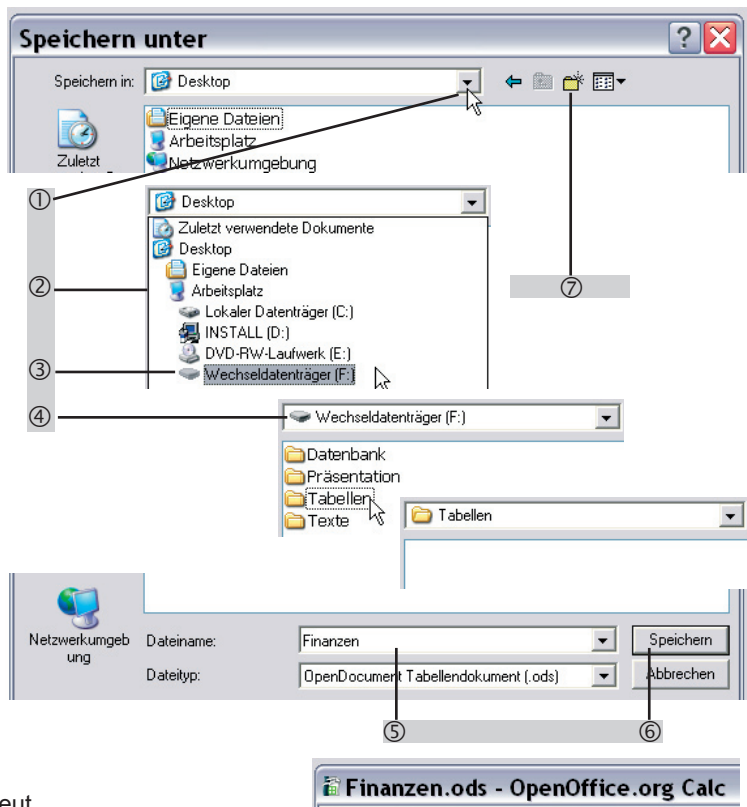 Speichern unter
Speichern in: Desktop
Eigene Dateien
Arbeitsplatz
Zuletzt
Netzwerkumgebung
①
Desktop
Zuletzt verwendete Dokumente
Desktop
Eigene Dateien
② Arbeitsplatz ⑦
Lokaler Datenträger (C:)
INSTALL (D:)
DVD-RW-Laufwerk (E:)
③ Wechseldatenträger (F:)
④ Wechseldatenträger (F:)
Datenbank
Präsentation
Tabellen
Texte
Tabellen
Netzwerkumgeb
ung
Dateiname: Finanzen Speichern
Dateityp: OpenDocument Tabellendokument (.ods) Abbrechen
⑤ ⑥
Finanzen.ods - OpenOffice.org Calc
eut